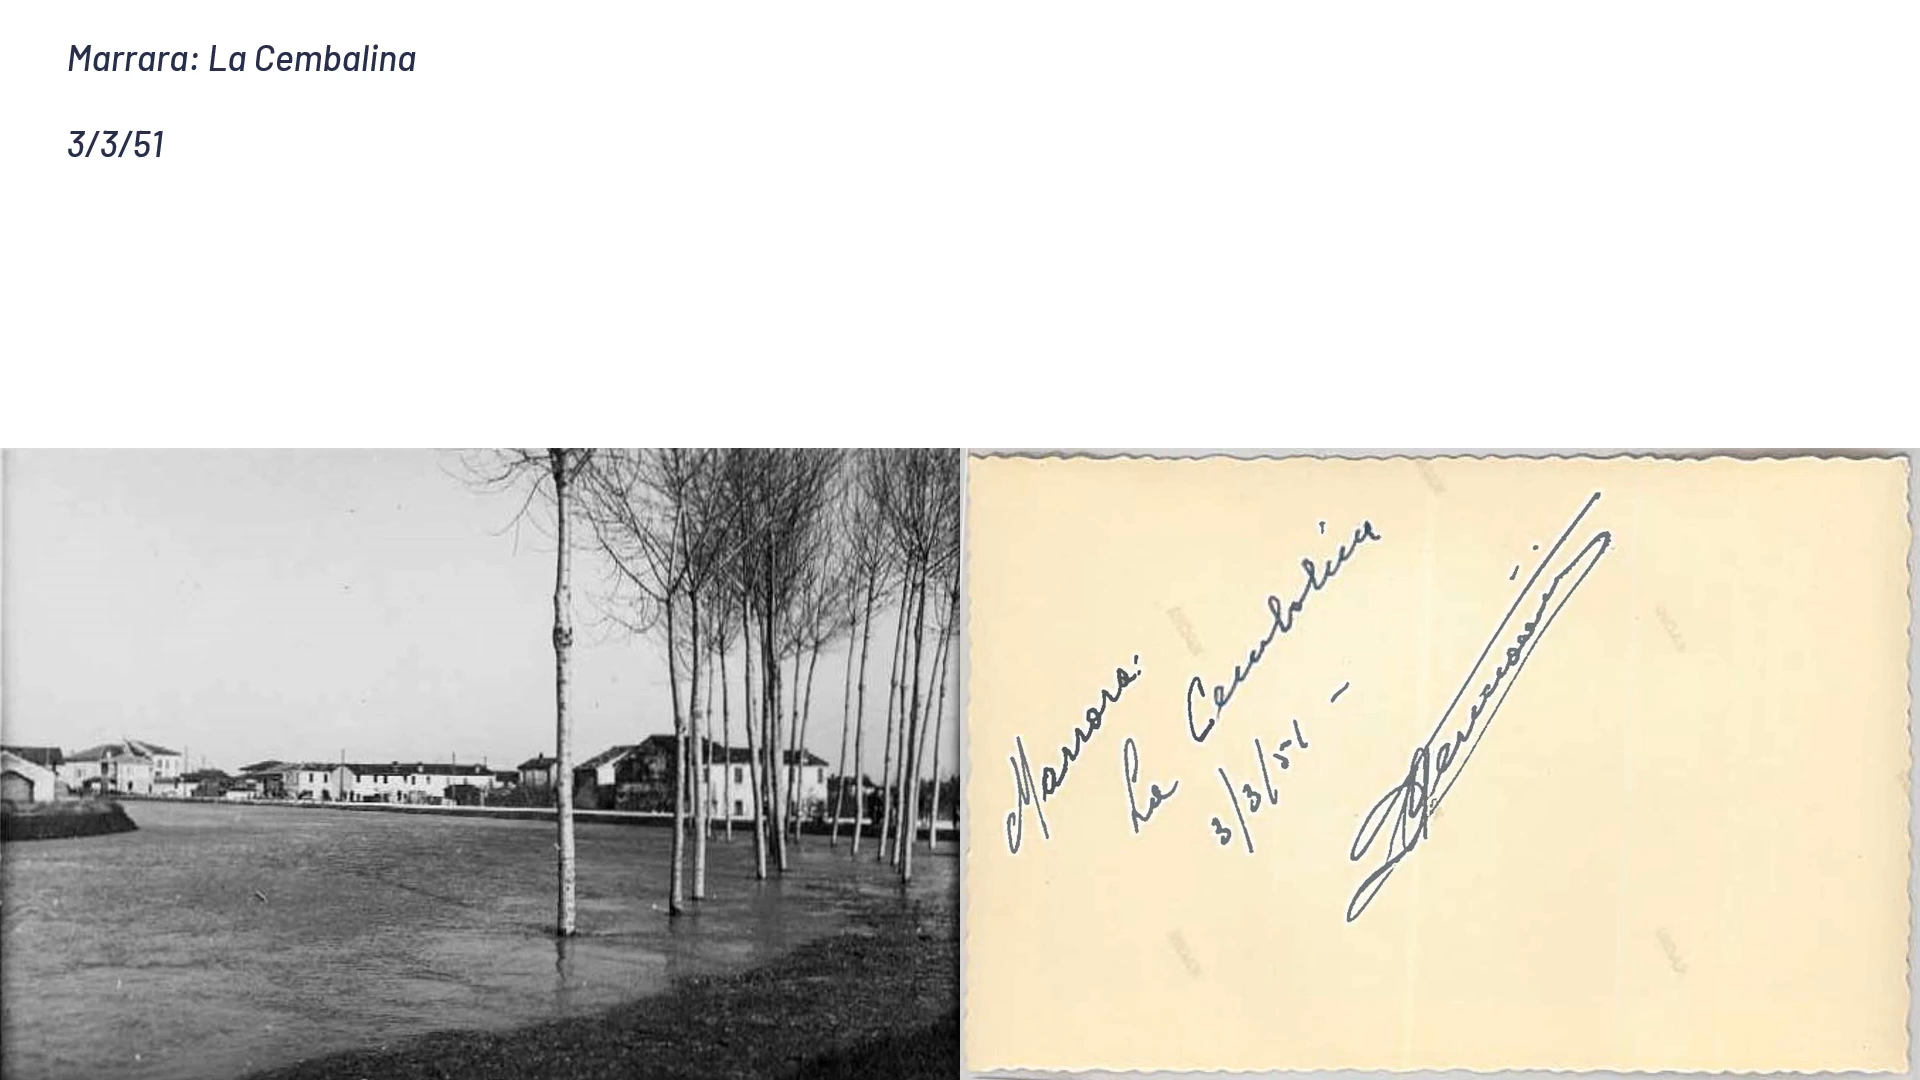 Marrara: La Cembalina
3/3/51
Marrara:
La Cembalina
3/3/51 -